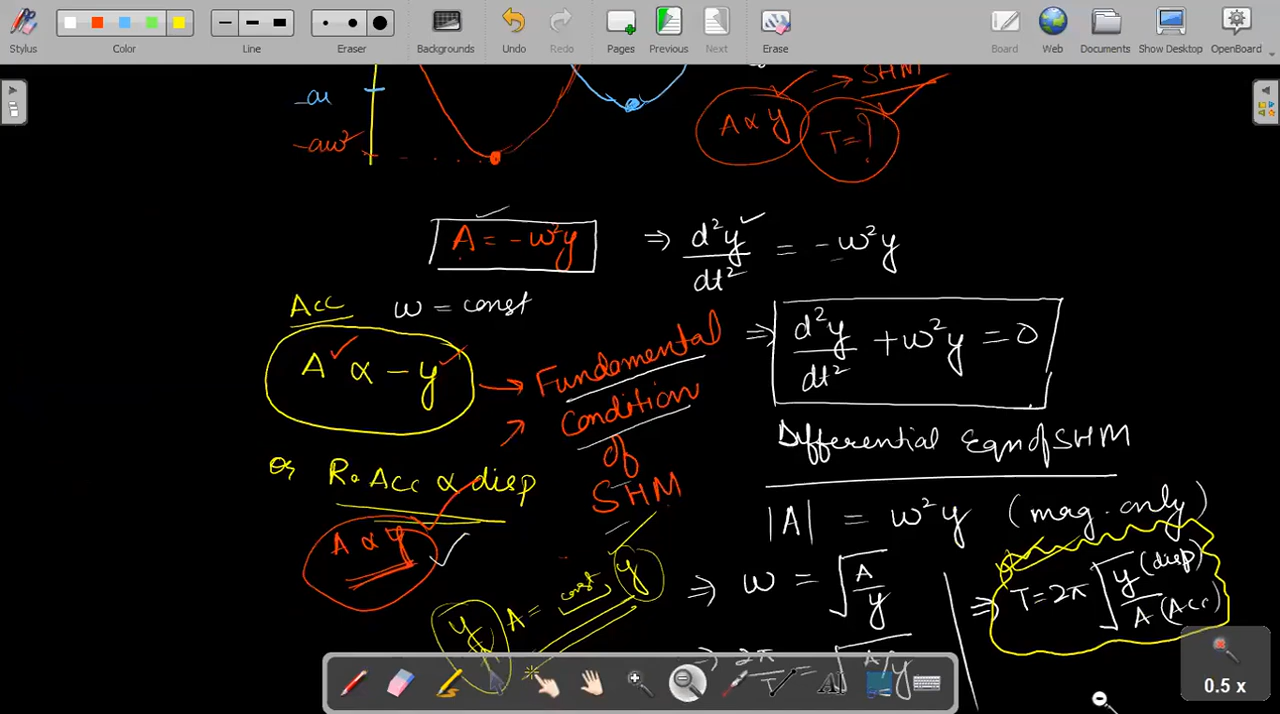 Stylus Color Line Eraser Backgrounds Undo Redo Pages Previous Next Erase Board Web Documents Show Desktop OpenBoard
-aω
-aω²
→ SHM
A ∝ y
T = ?
A = -ω²y
⇒ d²y/dt² = -ω²y
Acc
ω = const
A ∝ - y
→ Fundamental
Condition
of
SHM
⇒ d²y/dt² + ω²y = 0
Differential Eqn of SHM
Or R. Acc ∝ disp
A ∝ y
|A| = ω²y (mag. only)
A = const y
⇒ ω = √A/y
⇒ T = 2π √y (disp)/A (Acc)
⇒ 2π/T = √A/y
0.5 x